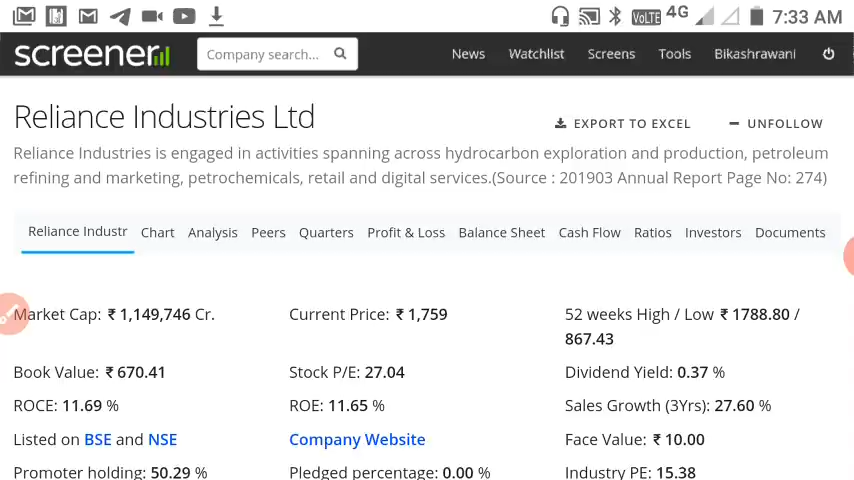 VoLTE 4G 7:33 AM
screener Company search... News Watchlist Screens Tools Bikashrawani
Reliance Industries Ltd EXPORT TO EXCEL UNFOLLOW
Reliance Industries is engaged in activities spanning across hydrocarbon exploration and production, petroleum
refining and marketing, petrochemicals, retail and digital services.(Source : 201903 Annual Report Page No: 274)
Reliance Industr Chart Analysis Peers Quarters Profit & Loss Balance Sheet Cash Flow Ratios Investors Documents
Market Cap: ₹ 1,149,746 Cr. Current Price: ₹ 1,759 52 weeks High / Low ₹ 1788.80 /
867.43
Book Value: ₹ 670.41 Stock P/E: 27.04 Dividend Yield: 0.37 %
ROCE: 11.69 % ROE: 11.65 % Sales Growth (3Yrs): 27.60 %
Listed on BSE and NSE Company Website Face Value: ₹ 10.00
Promoter holding: 50.29 % Pledged percentage: 0.00 % Industry PE: 15.38